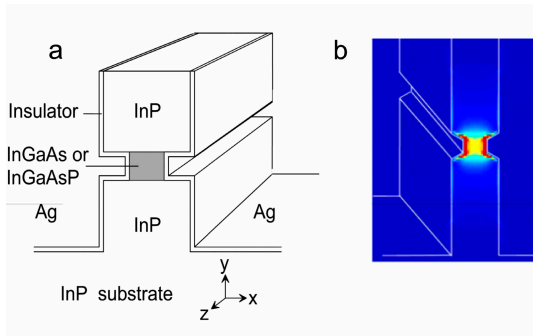 a
b
InP
Insulator
InGaAs or
InGaAsP
Ag
InP
Ag
InP substrate
y
x
z